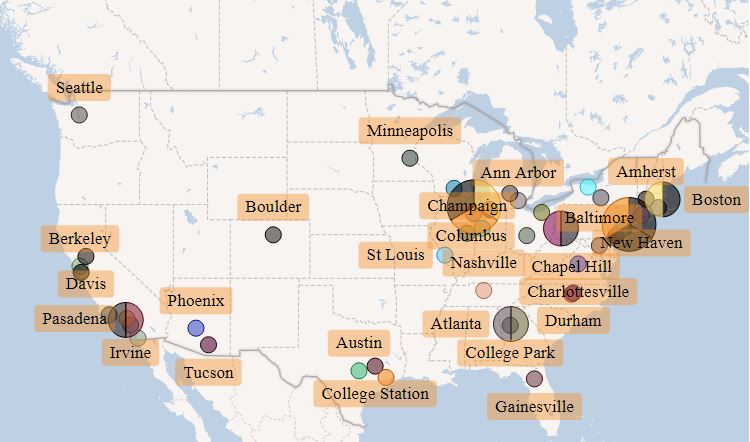 Seattle
Minneapolis
Ann Arbor
Amherst
Boulder
Champaign
Boston
Baltimore
Berkeley
Columbus
New Haven
St Louis
Nashville
Chapel Hill
Davis
Phoenix
Charlottesville
Pasadena
Atlanta
Durham
Irvine
Austin
College Park
Tucson
College Station
Gainesville